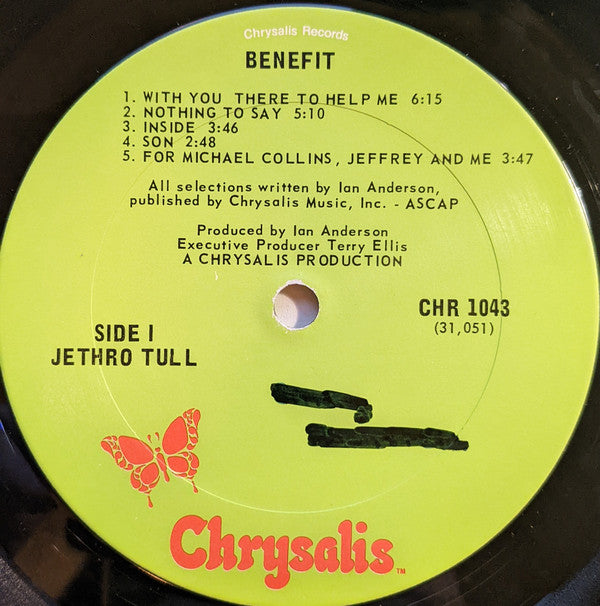 Chrysalis Records
BENEFIT
1. WITH YOU THERE TO HELP ME 6:15
2. NOTHING TO SAY 5:10
3. INSIDE 3:46
4. SON 2:48
5. FOR MICHAEL COLLINS, JEFFREY AND ME 3:47
All selections written by Ian Anderson,
published by Chrysalis Music, Inc. - ASCAP
Produced by Ian Anderson
Executive Producer Terry Ellis
A CHRYSALIS PRODUCTION
CHR 1043
(31,051)
SIDE I
JETHRO TULL
Chrysalis™